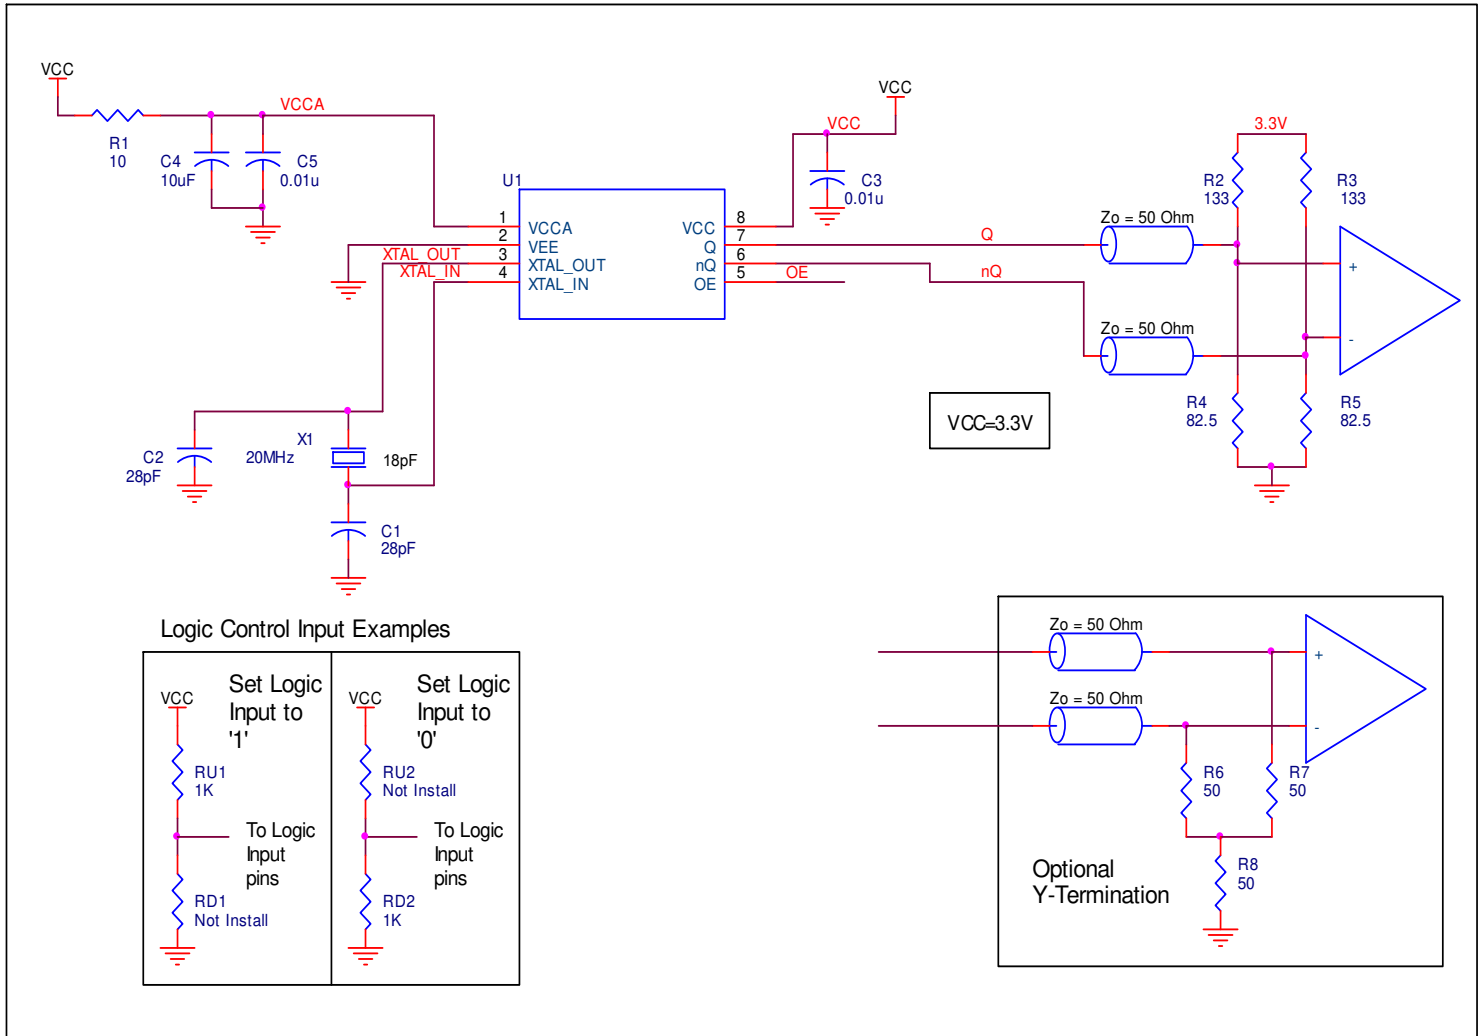 VCC
VCCA
R1
10
C4
10uF
C5
0.01u
VCC
VCC
C3
0.01u
U1
1
2
3
4
VCCA
VEE
XTAL_OUT
XTAL_IN
VCC
Q
nQ
OE
8
7
6
5
XTAL_OUT
XTAL_IN
OE
Q
nQ
Zo = 50 Ohm
Zo = 50 Ohm
3.3V
R2
133
R3
133
+
-
R4
82.5
R5
82.5
VCC=3.3V
C2
28pF
X1
20MHz
18pF
C1
28pF
Logic Control Input Examples
VCC
Set Logic
Input to
'1'
RU1
1K
To Logic
Input
pins
RD1
Not Install
VCC
Set Logic
Input to
'0'
RU2
Not Install
To Logic
Input
pins
RD2
1K
Zo = 50 Ohm
Zo = 50 Ohm
+
-
R6
50
R7
50
R8
50
Optional
Y-Termination